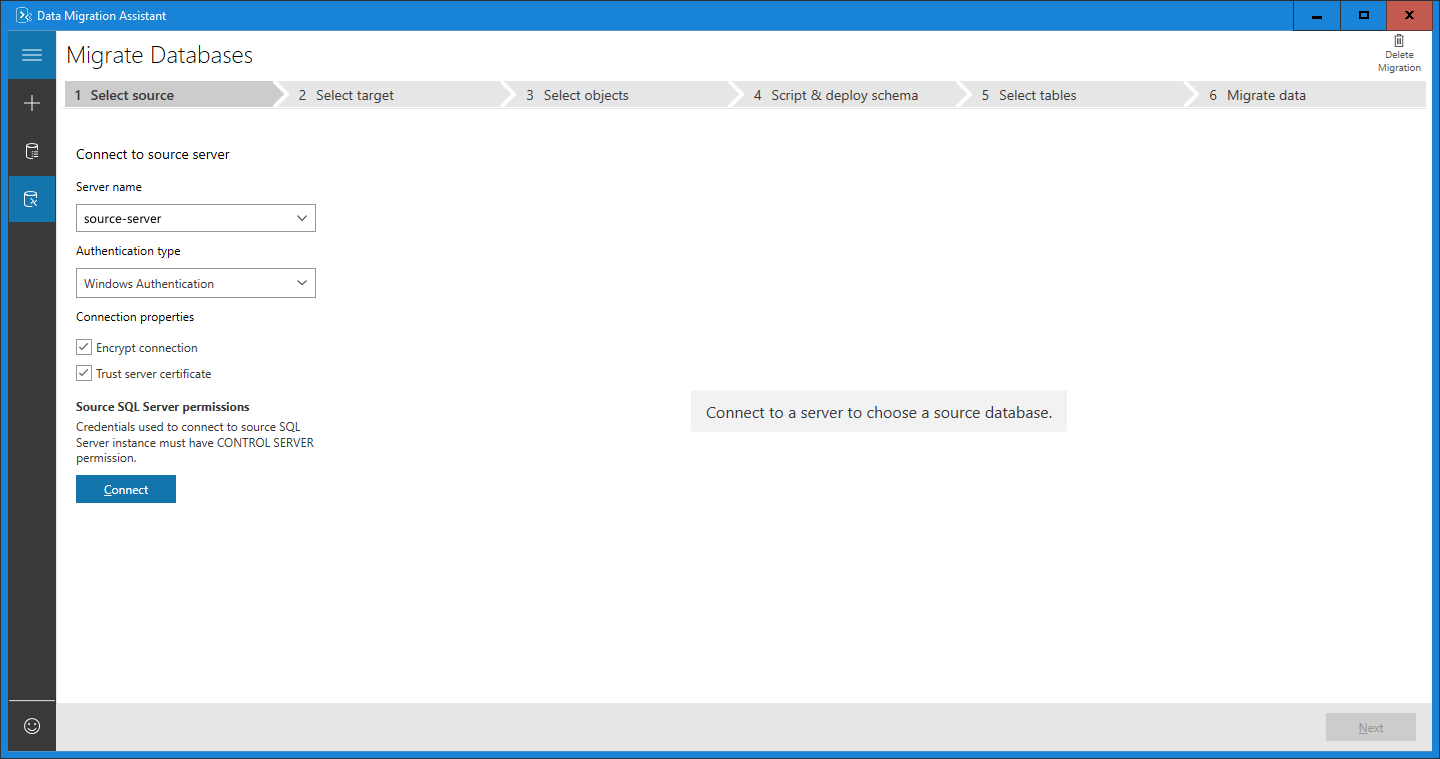 Data Migration Assistant
Migrate Databases
Delete
Migration
1 Select source
2 Select target
3 Select objects
4 Script & deploy schema
5 Select tables
6 Migrate data
Connect to source server
Server name
source-server
Authentication type
Windows Authentication
Connection properties
Encrypt connection
Trust server certificate
Source SQL Server permissions
Credentials used to connect to source SQL
Server instance must have CONTROL SERVER
permission.
Connect
Connect to a server to choose a source database.
Next